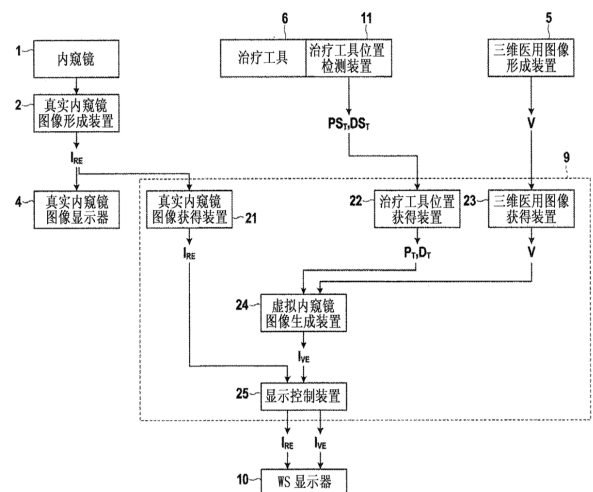 6
11
5
1
内窥镜
治疗工具
治疗工具位置
检测装置
三维医用图像
形成装置
2
真实内窥镜
图像形成装置
PS_T,DS_T
V
I_RE
9
4
真实内窥镜
图像显示器
真实内窥镜
图像获得装置
21
22
治疗工具位置
获得装置
23
三维医用图像
获得装置
I_RE
P_T,D_T
V
24
虚拟内窥镜
图像生成装置
I_VE
25
显示控制装置
I_RE
I_VE
10
WS 显示器